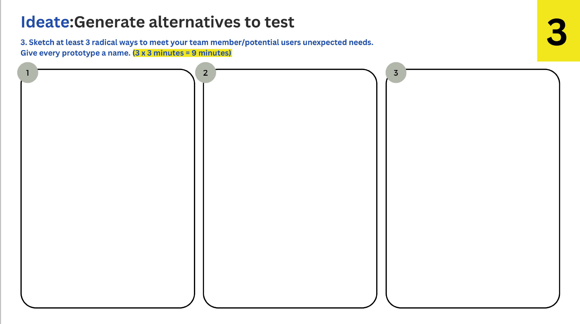 Ideate:Generate alternatives to test
3
3. Sketch at least 3 radical ways to meet your team member/potential users unexpected needs.
Give every prototype a name. (3 x 3 minutes = 9 minutes)
1
2
3